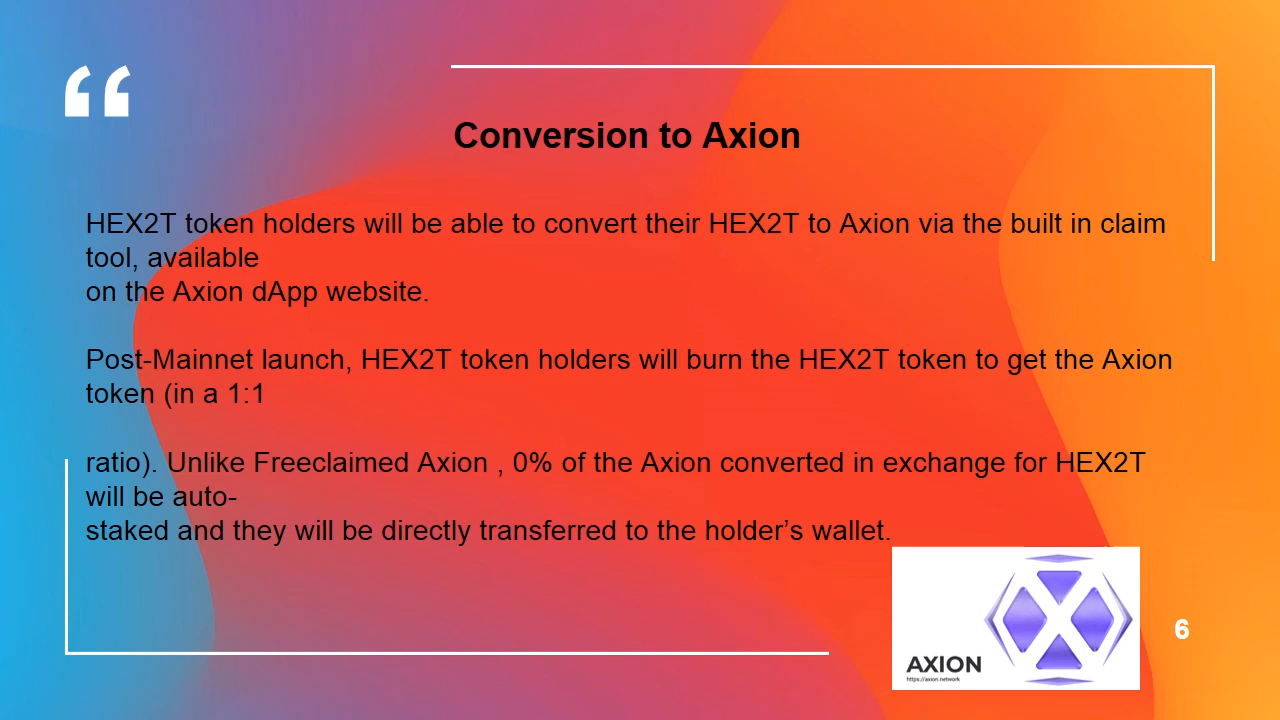 “
Conversion to Axion
HEX2T token holders will be able to convert their HEX2T to Axion via the built in claim
tool, available
on the Axion dApp website.
Post-Mainnet launch, HEX2T token holders will burn the HEX2T token to get the Axion
token (in a 1:1
ratio). Unlike Freeclaimed Axion , 0% of the Axion converted in exchange for HEX2T
will be auto-
staked and they will be directly transferred to the holder’s wallet.
AXION
https://axion.network
6